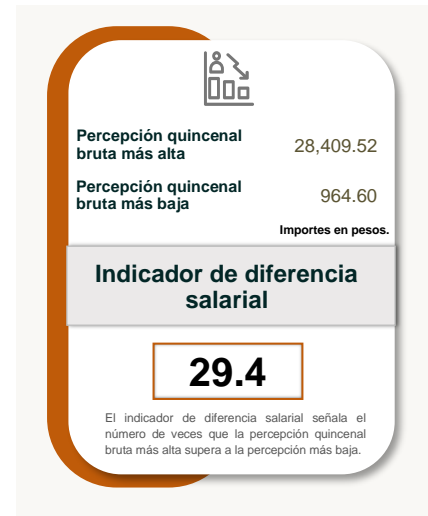 Percepción quincenal
bruta más alta
28,409.52
Percepción quincenal
bruta más baja
964.60
Importes en pesos.
Indicador de diferencia
salarial
29.4
El indicador de diferencia salarial señala el
número de veces que la percepción quincenal
bruta más alta supera a la percepción más baja.